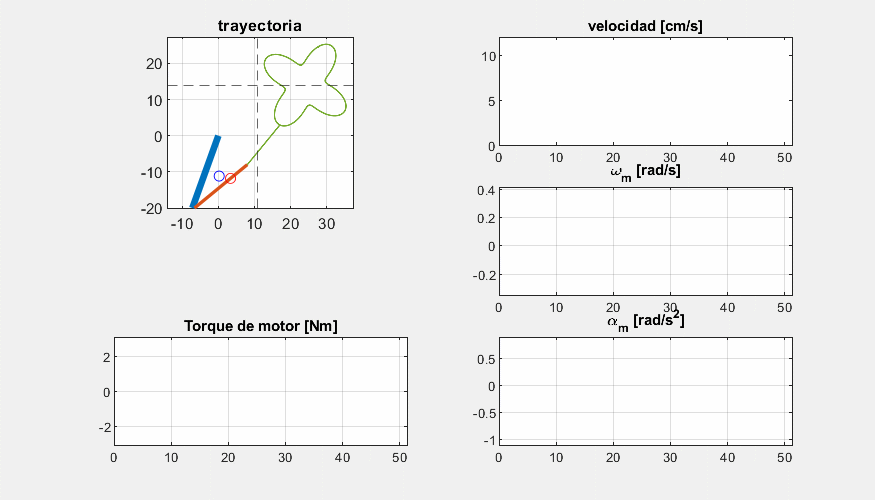 trayectoria
20
10
0
-10
-20
-10 0 10 20 30
velocidad [cm/s]
10
5
0
0 10 20 30 40 50
ωm [rad/s]
0.4
0.2
0
-0.2
0 10 20 30 40 50
Torque de motor [Nm]
2
0
-2
0 10 20 30 40 50
αm [rad/s²]
0.5
0
-0.5
-1
0 10 20 30 40 50